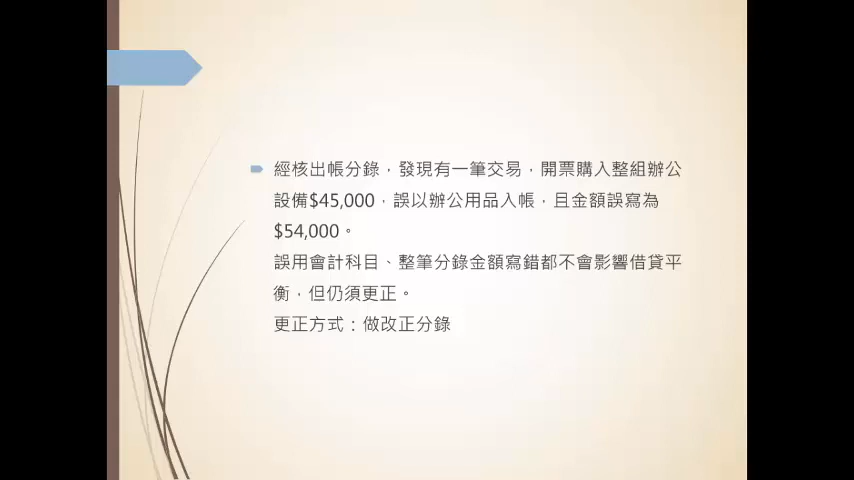 經核出帳分錄，發現有一筆交易，開票購入整組辦公
設備$45,000，誤以辦公用品入帳，且金額誤寫為
$54,000。
誤用會計科目、整筆分錄金額寫錯都不會影響借貸平
衡，但仍須更正。
更正方式：做改正分錄